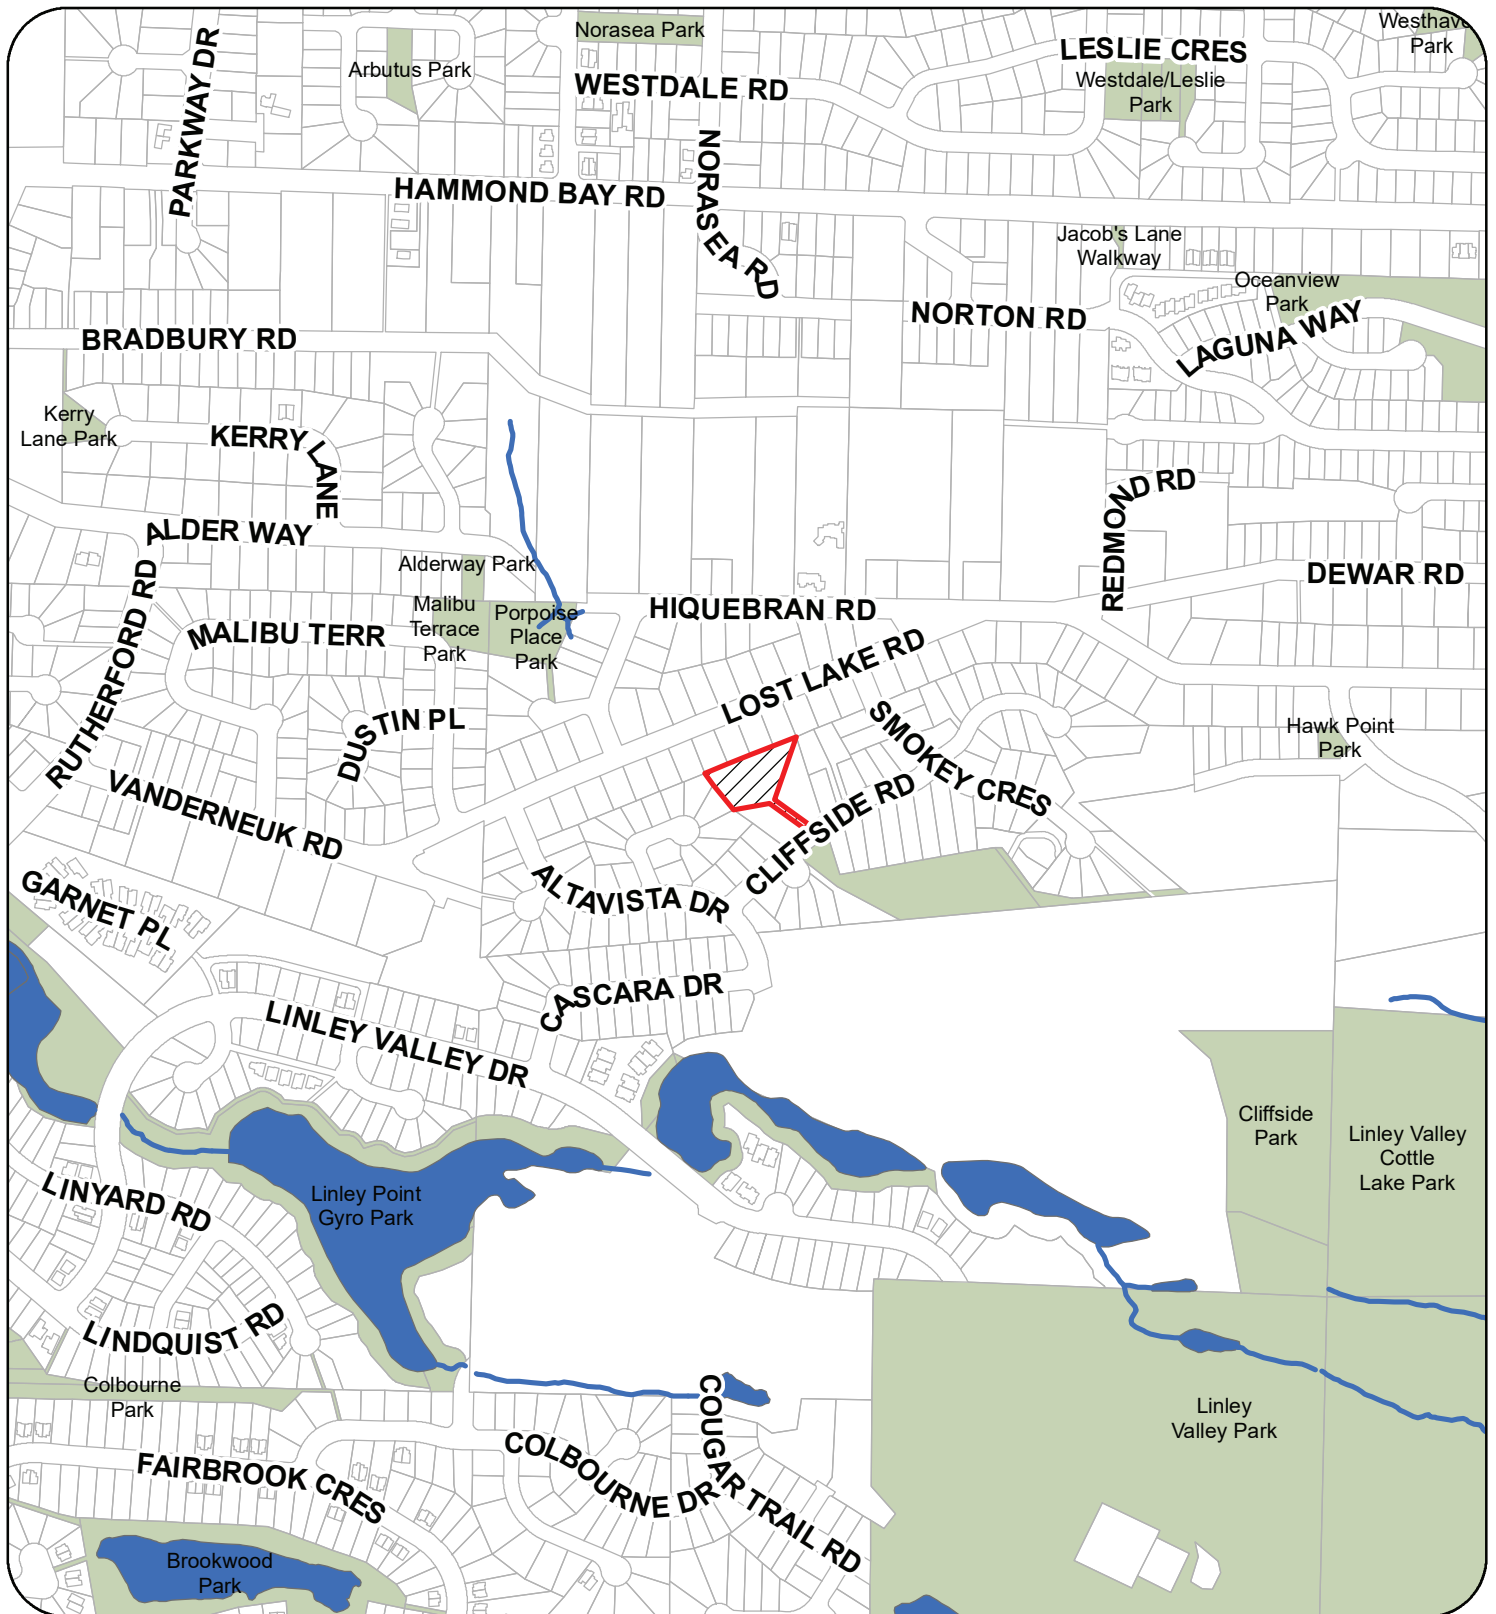 Norasea Park
Westhav
Park
PARKWAY DR
Arbutus Park
WESTDALE RD
LESLIE CRES
Westdale/Leslie
Park
HAMMOND BAY RD
NORASEA RD
Jacob's Lane
Walkway
Oceanview
Park
NORTON RD
LAGUNA WAY
BRADBURY RD
Kerry
Lane Park
KERRY LANE
REDMOND RD
ALDER WAY
Alderway Park
DEWAR RD
Malibu
Terrace
Park
Porpoise
Place
Park
HIQUEBRAN RD
RUTHERFORD RD
MALIBU TERR
LOST LAKE RD
DUSTIN PL
SMOKEY CRES
Hawk Point
Park
VANDERNEUK RD
CLIFFSIDE RD
GARNET PL
ALTAVISTA DR
CASCARA DR
LINLEY VALLEY DR
Cliffside
Park
Linley Valley
Cottle
Lake Park
LINYARD RD
Linley Point
Gyro Park
LINDQUIST RD
Colbourne
Park
COUGAR TRAIL RD
Linley
Valley Park
FAIRBROOK CRES
COLBOURNE DR
Brookwood
Park